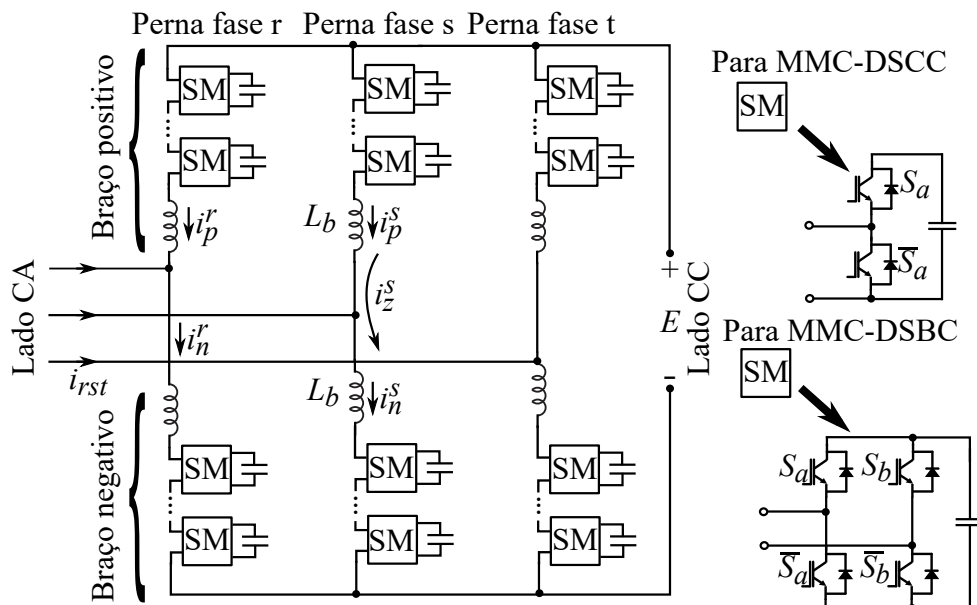 Perna fase r Perna fase s Perna fase t
Braço positivo
SM SM SM
SM SM SM
i_p^r L_b i_p^s
Lado CA
i_z^s
i_n^r
i_rst
L_b i_n^s
Braço negativo
SM SM SM
SM SM SM
+
E
-
Lado CC
Para MMC-DSCC
SM
S_a
S̅_a
Para MMC-DSBC
SM
S_a S_b
S̅_a S̅_b